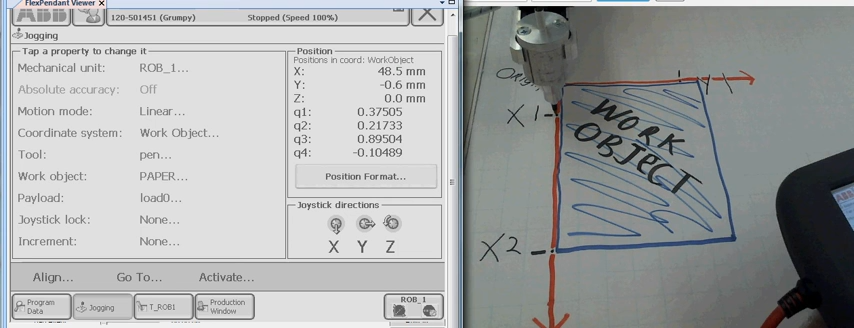 FlexPendant Viewer
ABB
120-501451 (Grumpy)
Stopped (Speed 100%)
Jogging
Tap a property to change it
Mechanical unit: ROB_1...
Absolute accuracy: Off
Motion mode: Linear...
Coordinate system: Work Object...
Tool: pen...
Work object: PAPER...
Payload: load0...
Joystick lock: None...
Increment: None...
Position
Positions in coord: WorkObject
X: 48.5 mm
Y: -0.6 mm
Z: 0.0 mm
q1: 0.37505
q2: 0.21733
q3: 0.89504
q4: -0.10489
Position Format...
Joystick directions
X Y Z
Align... Go To... Activate...
Program Data
Jogging
T_ROB1
Production Window
ROB_1
X1
X2
WORK
OBJECT